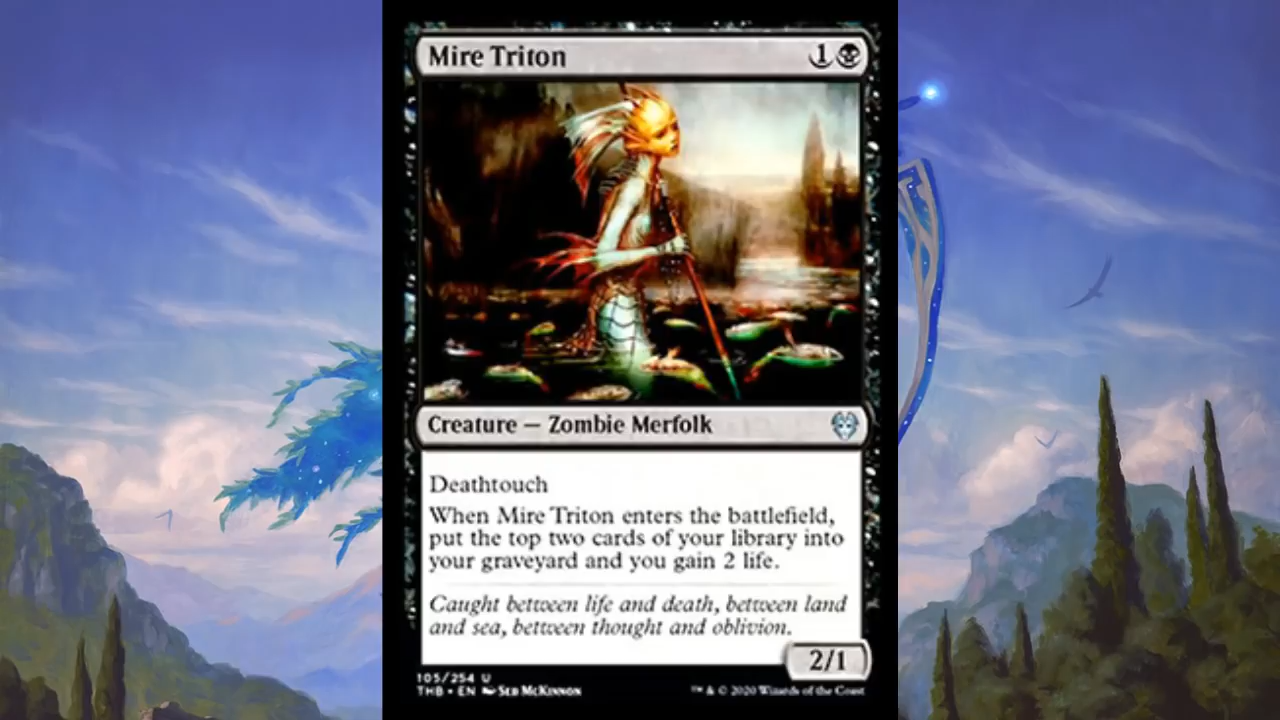 Mire Triton 1
Creature — Zombie Merfolk
Deathtouch
When Mire Triton enters the battlefield,
put the top two cards of your library into
your graveyard and you gain 2 life.
Caught between life and death, between land
and sea, between thought and oblivion.
2/1
105/254 U
THB • EN Seb McKinnon
™ & © 2020 Wizards of the Coast